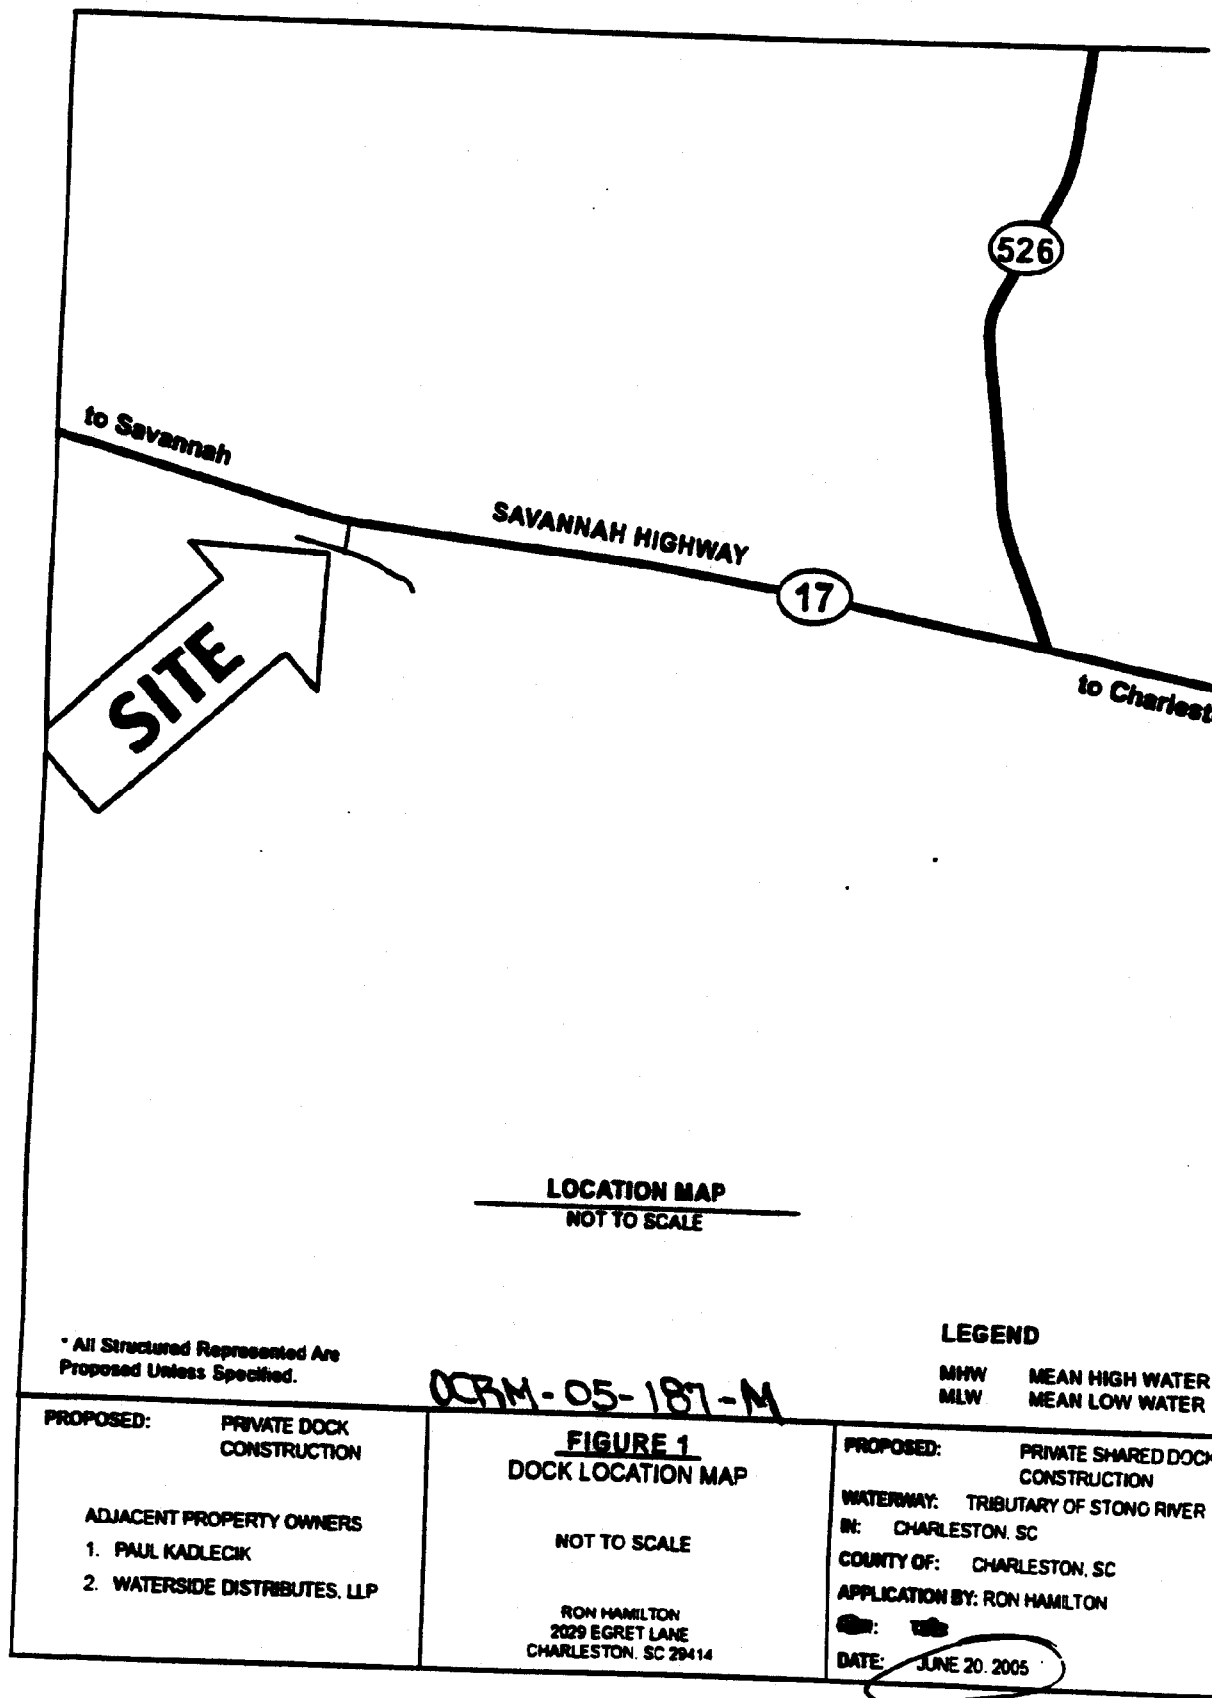 526
to Savannah
SAVANNAH HIGHWAY
17
to Charlest
SITE
LOCATION MAP
NOT TO SCALE
* All Structured Represented Are
Proposed Unless Specified.
LEGEND
MHW MEAN HIGH WATER
MLW MEAN LOW WATER
OCRM-05-187-M
PROPOSED: PRIVATE DOCK
CONSTRUCTION
ADJACENT PROPERTY OWNERS
1. PAUL KADLECIK
2. WATERSIDE DISTRIBUTES, LLP
FIGURE 1
DOCK LOCATION MAP
NOT TO SCALE
RON HAMILTON
2029 EGRET LANE
CHARLESTON, SC 29414
PROPOSED: PRIVATE SHARED DOCK
CONSTRUCTION
WATERWAY: TRIBUTARY OF STONO RIVER
IN: CHARLESTON, SC
COUNTY OF: CHARLESTON, SC
APPLICATION BY: RON HAMILTON
DATE: JUNE 20, 2005